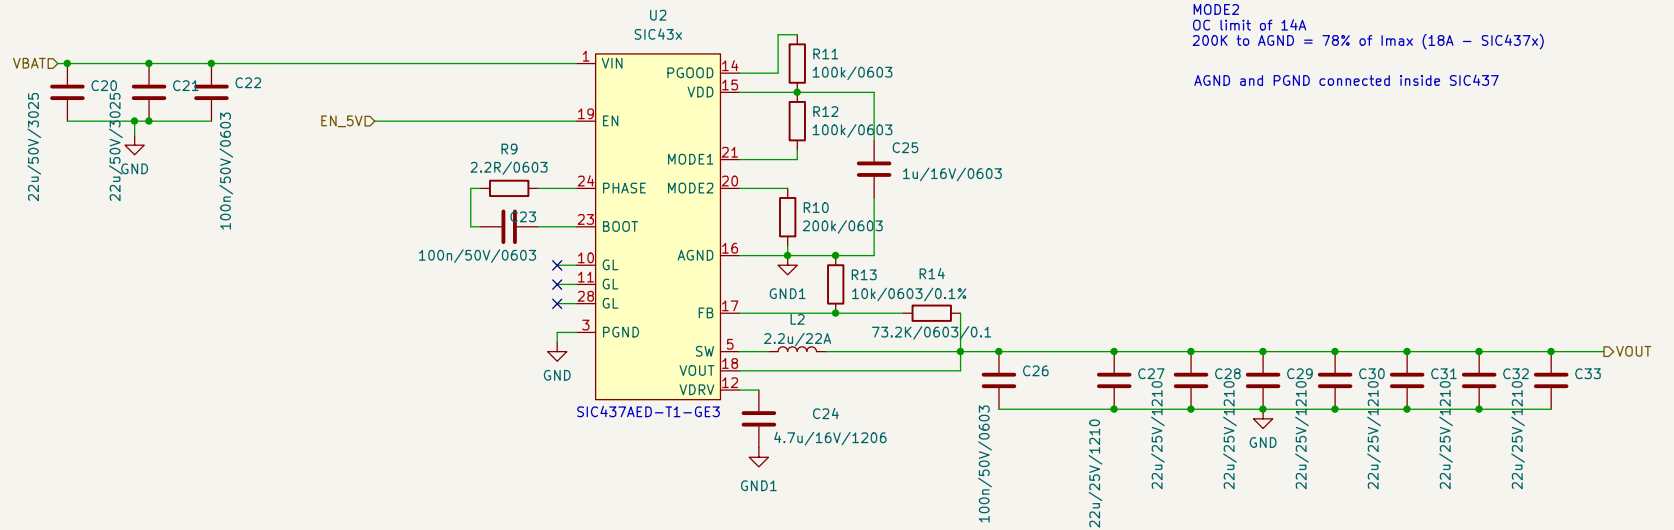 MODE2
OC limit of 14A
200K to AGND = 78% of Imax (18A – SIC437x)
AGND and PGND connected inside SIC437
U2
SIC43x
VBAT
C20
22u/50V/3025
C21
22u/50V/3025
C22
100n/50V/0603
GND
EN_5V
R9
2.2R/0603
C23
100n/50V/0603
1 VIN
19 EN
24 PHASE
23 BOOT
10 GL
11 GL
28 GL
3 PGND
GND
PGOOD 14
VDD 15
MODE1 21
MODE2 20
AGND 16
FB 17
SW 5
VOUT 18
VDRV 12
SIC437AED–T1–GE3
R11
100k/0603
R12
100k/0603
C25
1u/16V/0603
R10
200k/0603
GND1
R13
10k/0603/0.1%
R14
73.2K/0603/0.1
L2
2.2u/22A
C24
4.7u/16V/1206
GND1
C26
100n/50V/0603
C27
22u/25V/1210
C28
22u/25V/1210
C29
22u/25V/1210
C30
22u/25V/1210
C31
22u/25V/1210
C32
22u/25V/1210
C33
22u/25V/1210
GND
VOUT